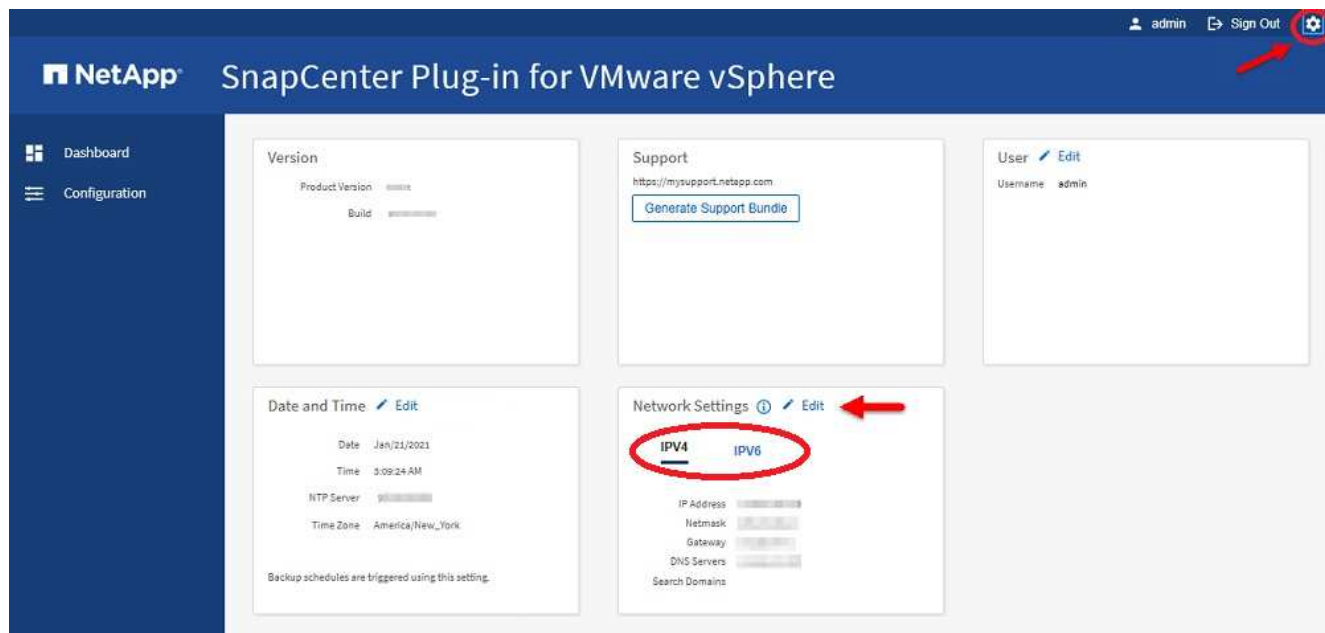 admin Sign Out
NetApp SnapCenter Plug-in for VMware vSphere
Dashboard
Configuration
Version
Product Version
Build
Support
https://mysupport.netapp.com
Generate Support Bundle
User Edit
Username admin
Date and Time Edit
Date Jan/21/2021
Time 3:09:24 AM
NTP Server
Time Zone America/New_York
Backup schedules are triggered using this setting.
Network Settings Edit
IPV4 IPV6
IP Address
Netmask
Gateway
DNS Servers
Search Domains